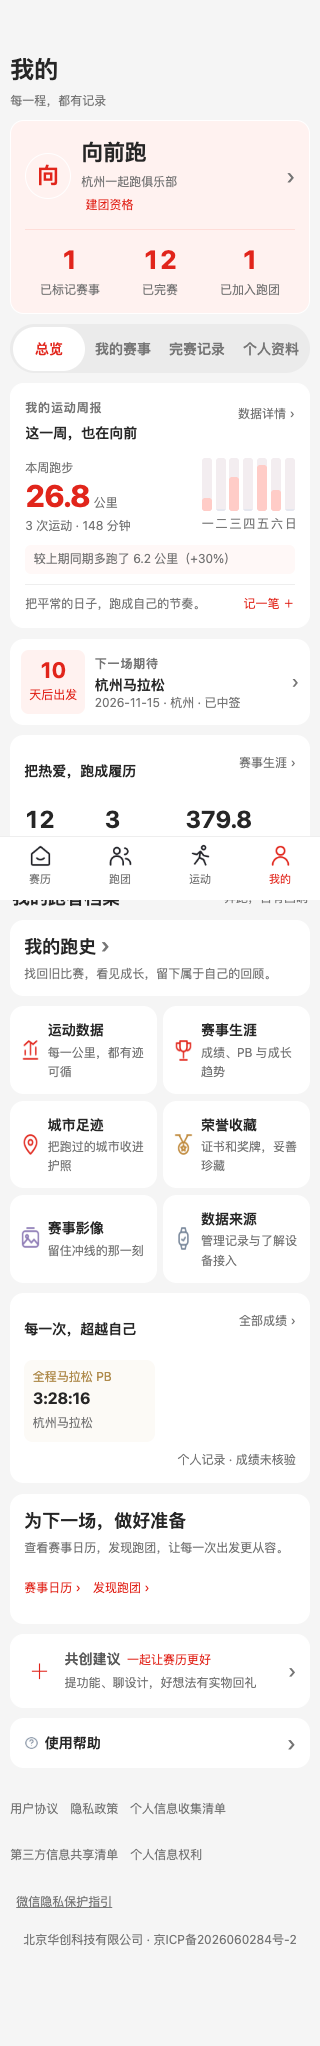 我的
每一程，都有记录
向
向前跑
杭州一起跑俱乐部
建团资格
›
1
12
1
已标记赛事
已完赛
已加入跑团
总览
我的赛事
完赛记录
个人资料
我的运动周报
数据详情 ›
这一周，也在向前
本周跑步
26.8 公里
3 次运动 · 148 分钟
一二三四五六日
较上期同期多跑了 6.2 公里（+30%）
把平常的日子，跑成自己的节奏。
记一笔 ＋
10
天后出发
下一场期待
杭州马拉松
2026-11-15 · 杭州 · 已中签
›
把热爱，跑成履历
赛事生涯 ›
12
3
379.8
赛历
跑团
运动
我的
我的跑者档案
我的跑史 ›
找回旧比赛，看见成长，留下属于自己的回顾。
运动数据
每一公里，都有迹
可循
赛事生涯
成绩、PB 与成长
趋势
城市足迹
把跑过的城市收进
护照
荣誉收藏
证书和奖牌，妥善
珍藏
赛事影像
留住冲线的那一刻
数据来源
管理记录与了解设
备接入
每一次，超越自己
全部成绩 ›
全程马拉松 PB
3:28:16
杭州马拉松
个人记录 · 成绩未核验
为下一场，做好准备
查看赛事日历，发现跑团，让每一次出发更从容。
赛事日历 ›
发现跑团 ›
共创建议 一起让赛历更好
提功能、聊设计，好想法有实物回礼
›
使用帮助
›
用户协议
隐私政策
个人信息收集清单
第三方信息共享清单
个人信息权利
微信隐私保护指引
北京华创科技有限公司 · 京ICP备2026060284号-2